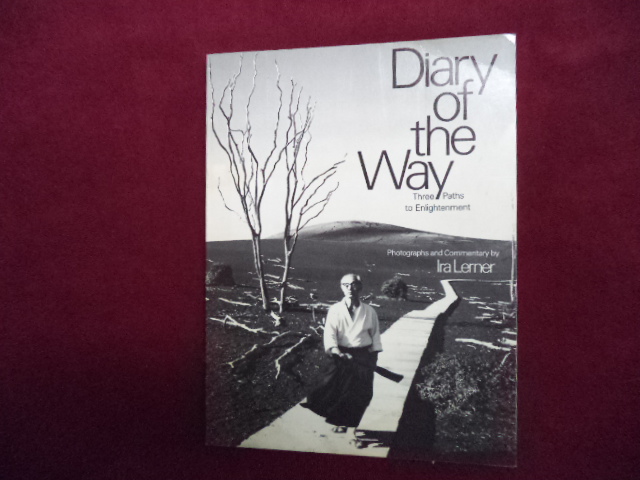 Diary
of
the
Way
Three Paths
to Enlightenment
Photographs and Commentary by
Ira Lerner